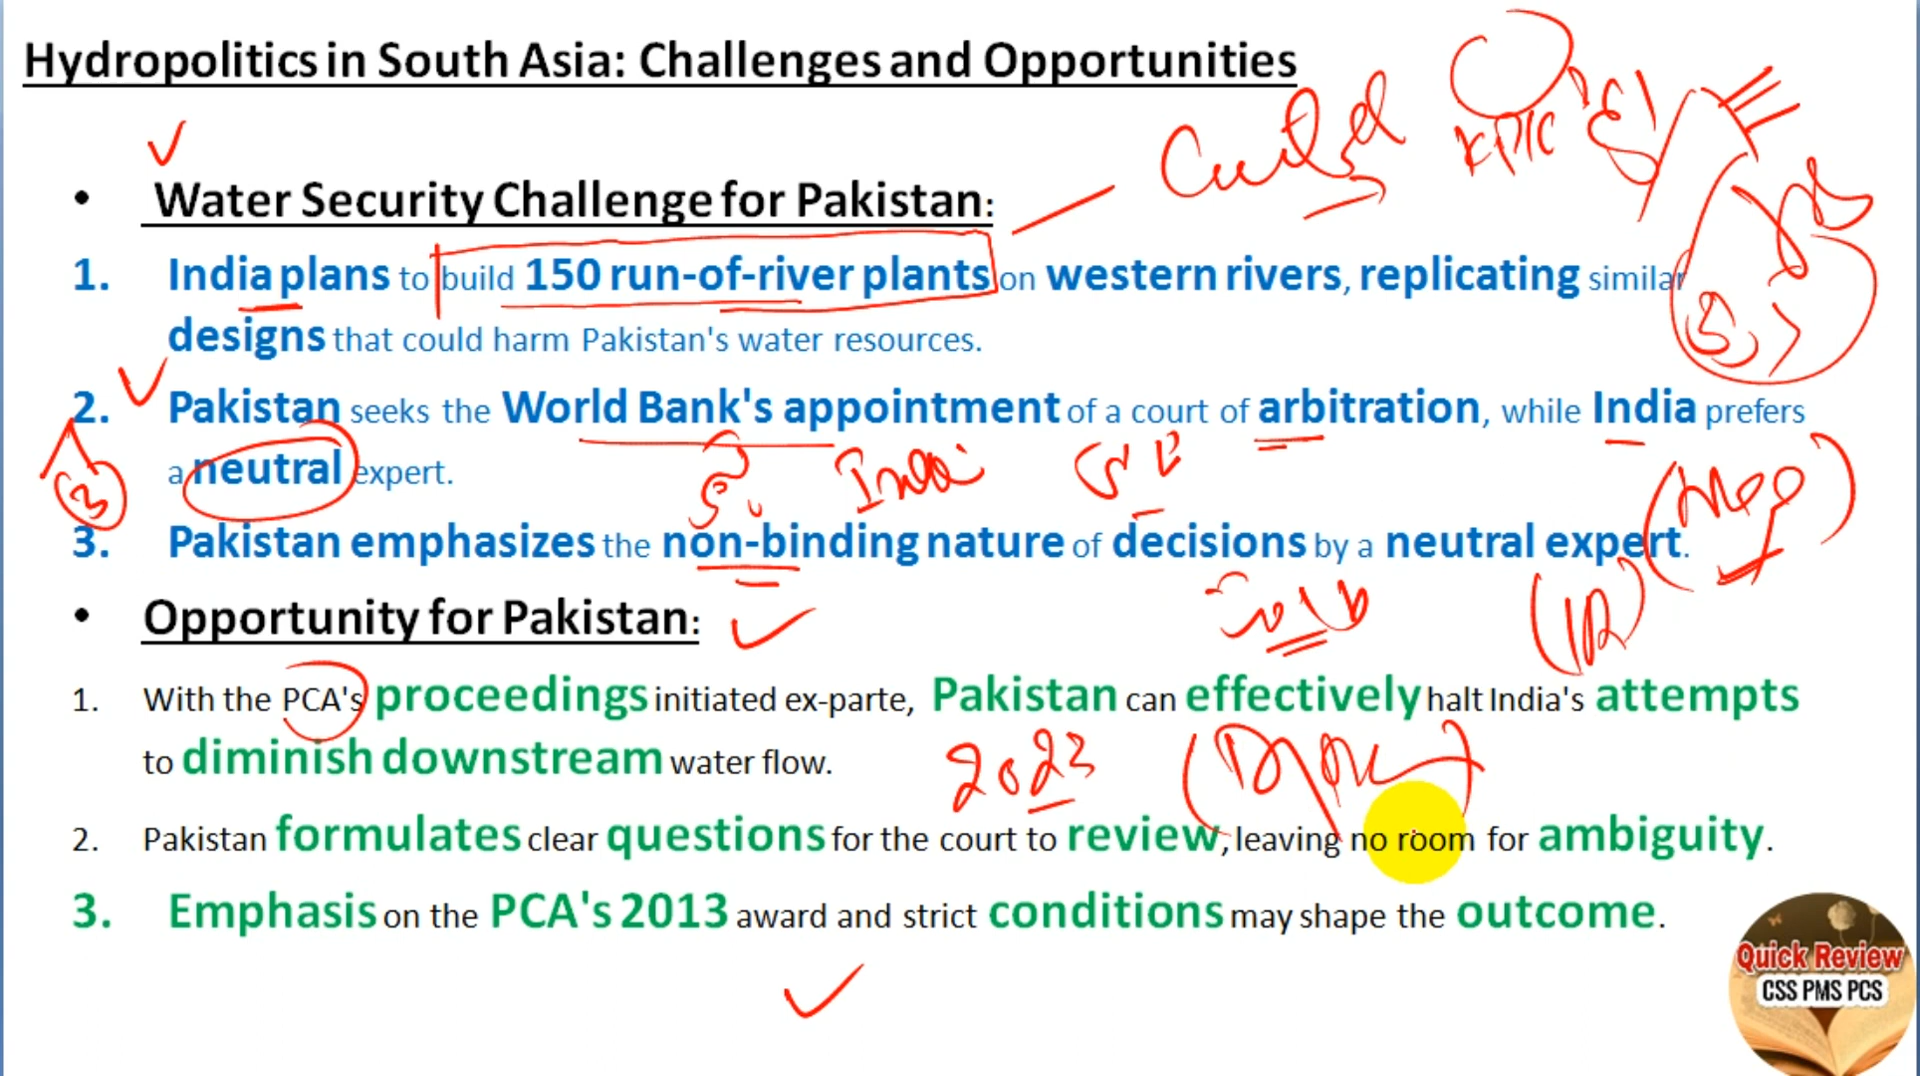 Hydropolitics in South Asia: Challenges and Opportunities
• Water Security Challenge for Pakistan:
1. India plans to build 150 run-of-river plants on western rivers, replicating similar
designs that could harm Pakistan's water resources.
2. Pakistan seeks the World Bank's appointment of a court of arbitration, while India prefers
a neutral expert.
3
India
3. Pakistan emphasizes the non-binding nature of decisions by a neutral expert.
• Opportunity for Pakistan:
1. With the PCA's proceedings initiated ex-parte, Pakistan can effectively halt India's attempts
to diminish downstream water flow.
2023
2. Pakistan formulates clear questions for the court to review, leaving no room for ambiguity.
3. Emphasis on the PCA's 2013 award and strict conditions may shape the outcome.
Quick Review
CSS PMS PCS